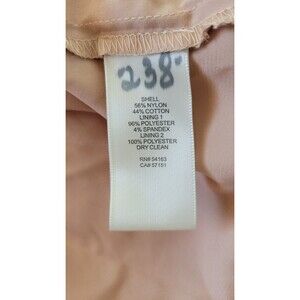 238
SHELL
56% NYLON
44% COTTON
LINING 1
96% POLYESTER
4% SPANDEX
LINING 2
100% POLYESTER
DRY CLEAN
RN# 54163
CA# 57151